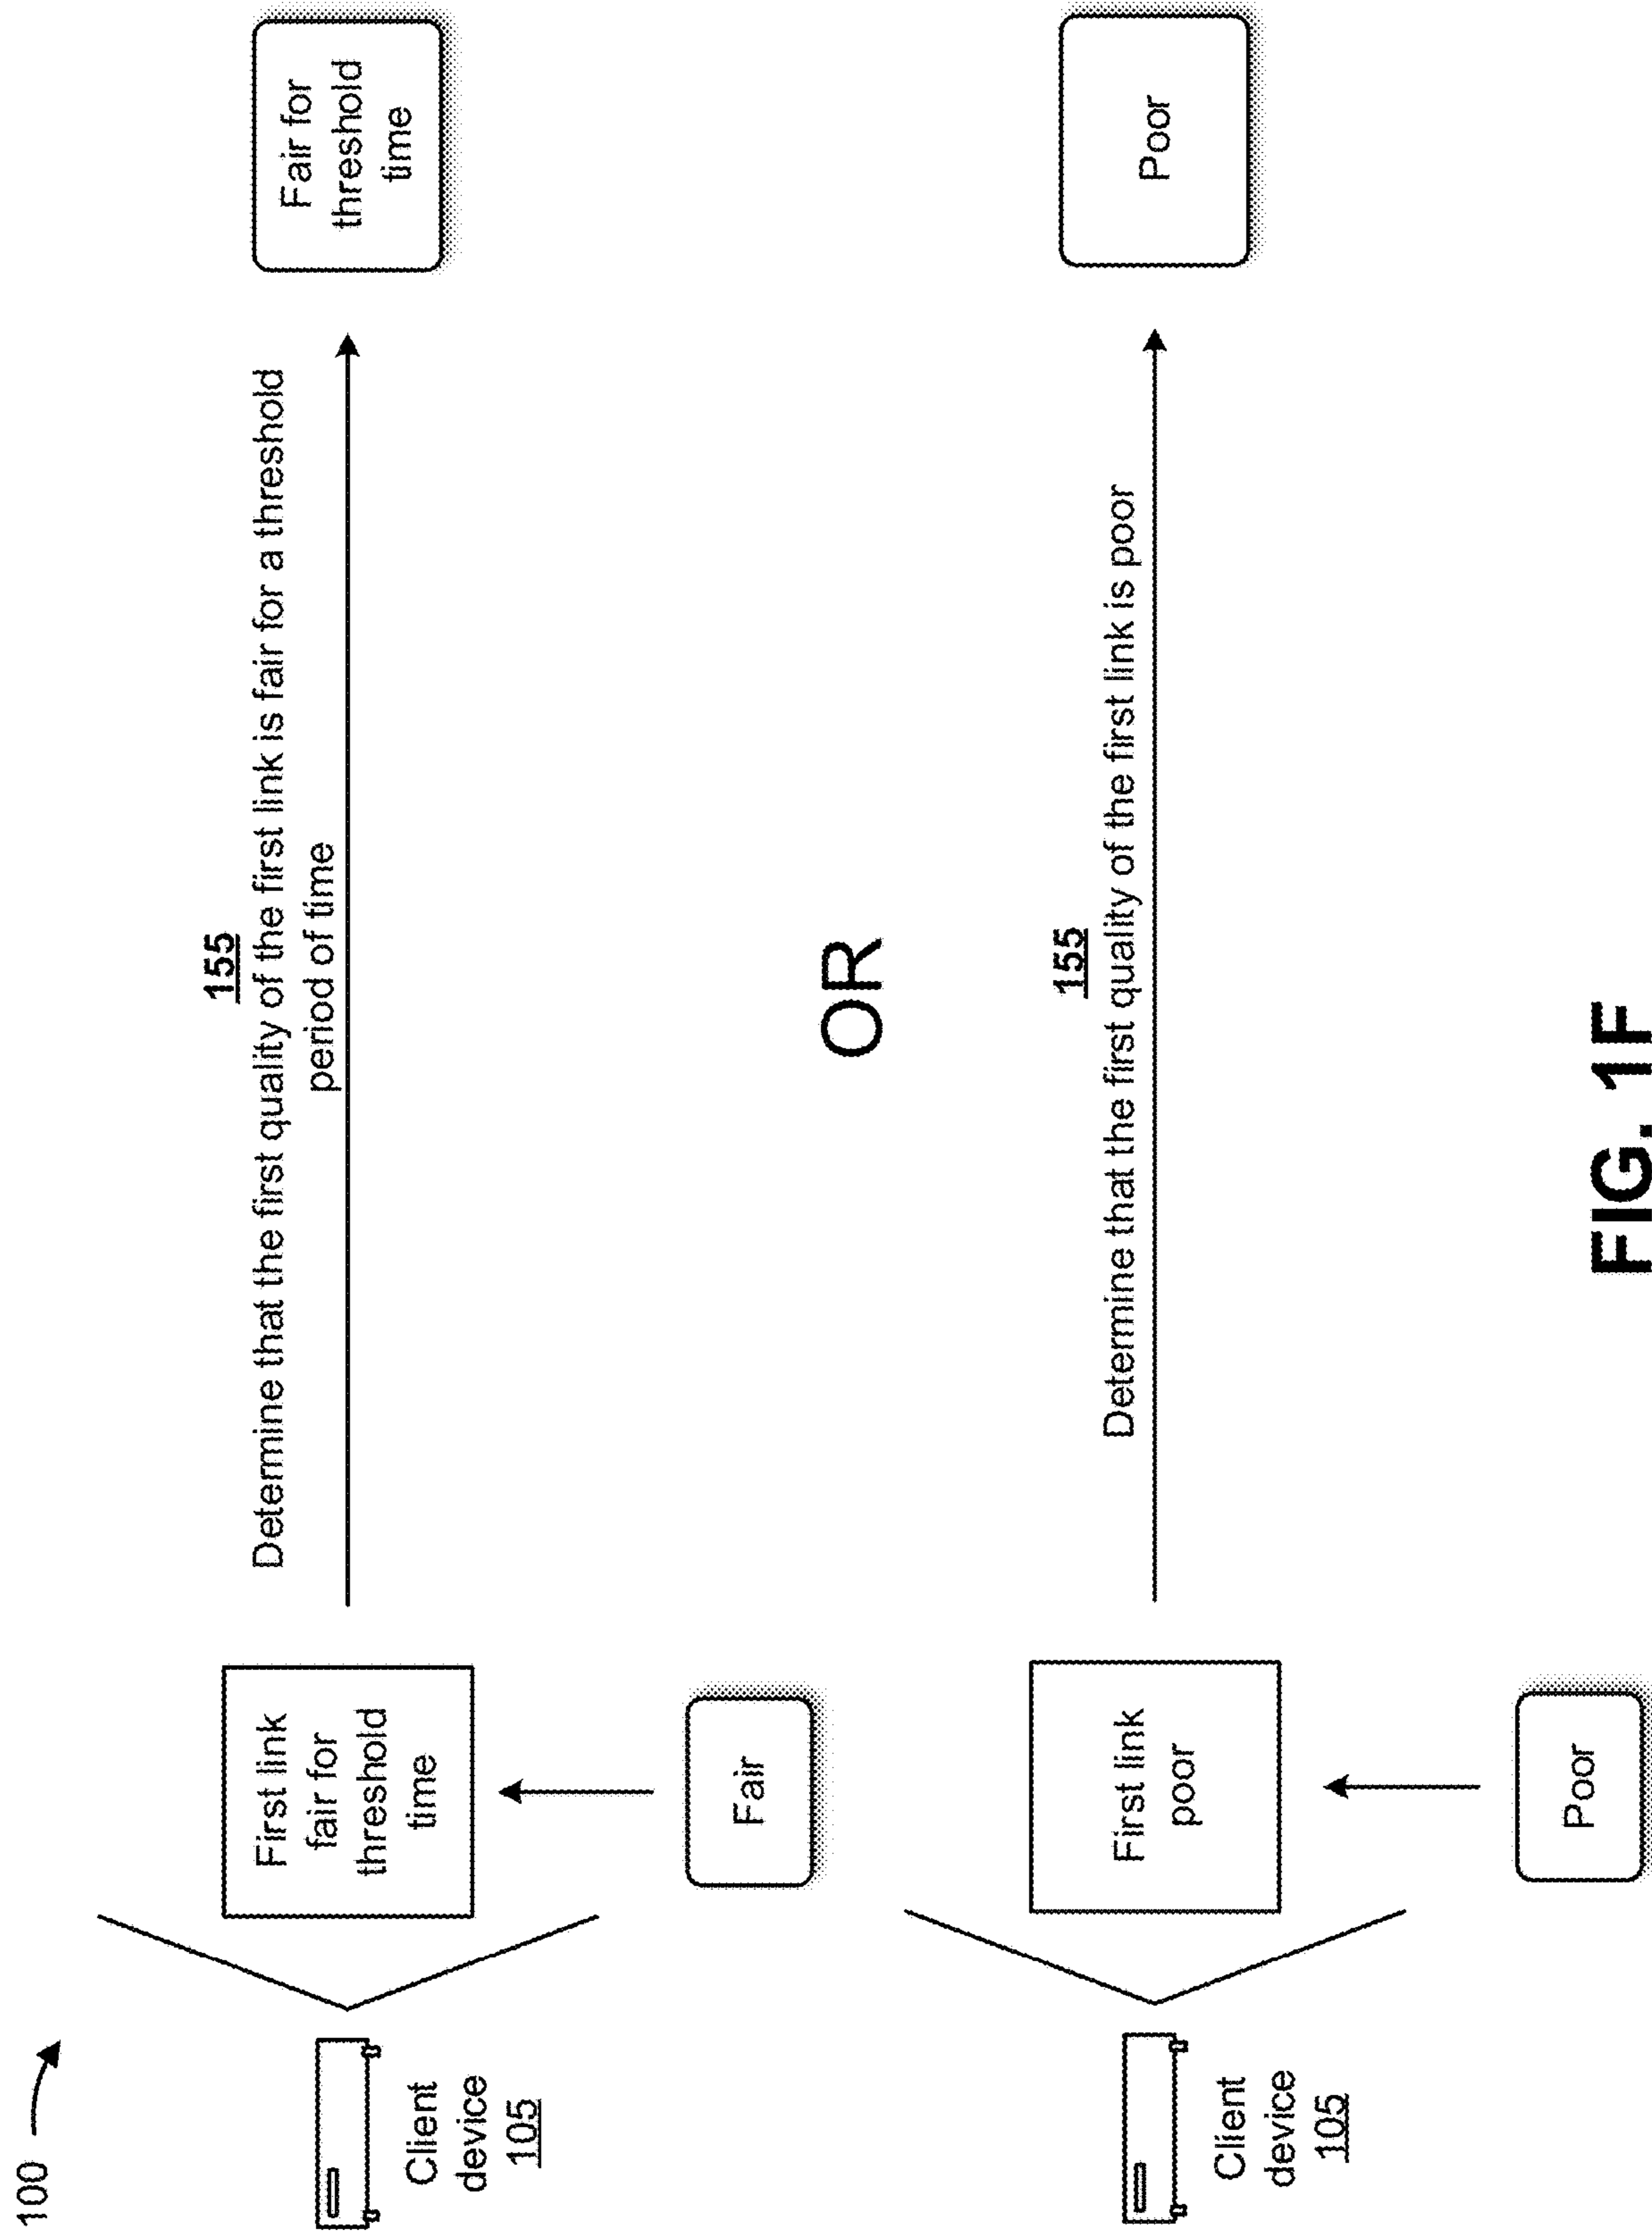 100
155
Determine that the first quality of the first link is fair for a threshold
period of time
First link
fair for
threshold
time
Fair for
threshold
time
Client
device
105
Fair
OR
155
Determine that the first quality of the first link is poor
First link
poor
Poor
Client
device
105
Poor
FIG. 1F